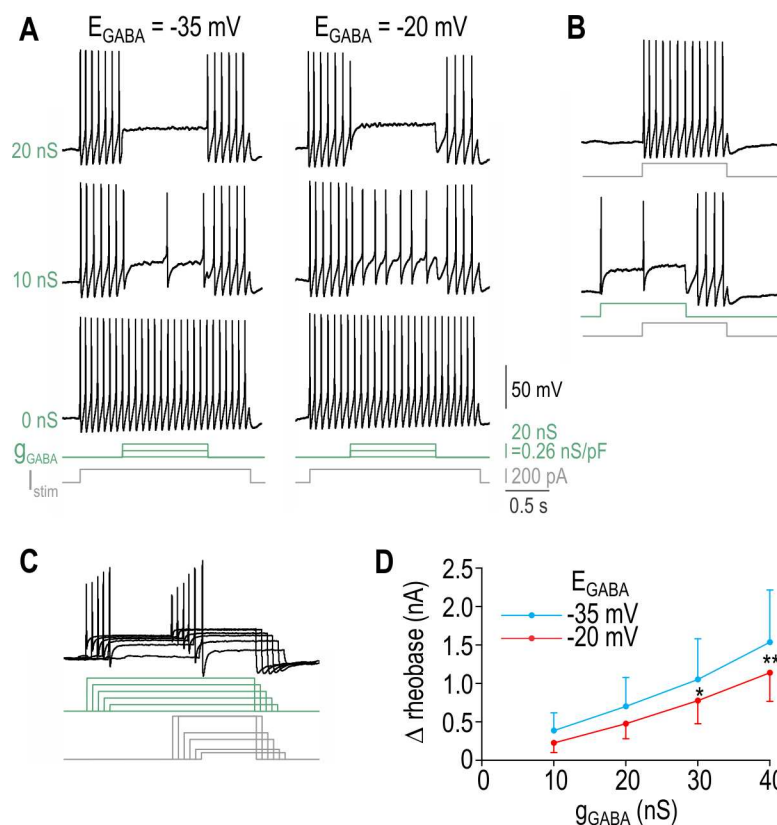 A
E_GABA = -35 mV
E_GABA = -20 mV
B
20 nS
10 nS
0 nS
50 mV
g_GABA
20 nS
=0.26 nS/pF
I_stim
200 pA
0.5 s
C
D
E_GABA
-35 mV
-20 mV
Δ rheobase (nA)
2.5
2.0
1.5
1.0
0.5
0
*
**
0 10 20 30 40
g_GABA (nS)